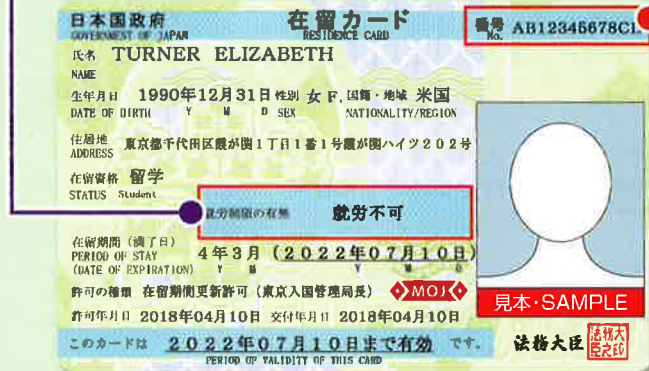 日本国政府 在留カード 番号 AB12345678C
GOVERNMENT OF JAPAN RESIDENCE CARD No.
氏名 TURNER ELIZABETH
NAME
生年月日 1990年12月31日 性別 女 F. 国籍・地域 米国
DATE OF BIRTH Y M D SEX NATIONALITY/REGION
住居地 東京都千代田区霞が関1丁目1番1号霞が関ハイツ202号
ADDRESS
在留資格 留学
STATUS Student
就労制限の有無 就労不可
在留期間(満了日) 4年3月(2022年07月10日)
PERIOD OF STAY
(DATE OF EXPIRATION) Y M Y M D
許可の種類 在留期間更新許可(東京入国管理局長) MOJ
見本・SAMPLE
許可年月日 2018年04月10日 交付年月日 2018年04月10日
このカードは 2022年07月10日まで有効 です。 法務大臣
PERIOD OF VALIDITY OF THIS CARD